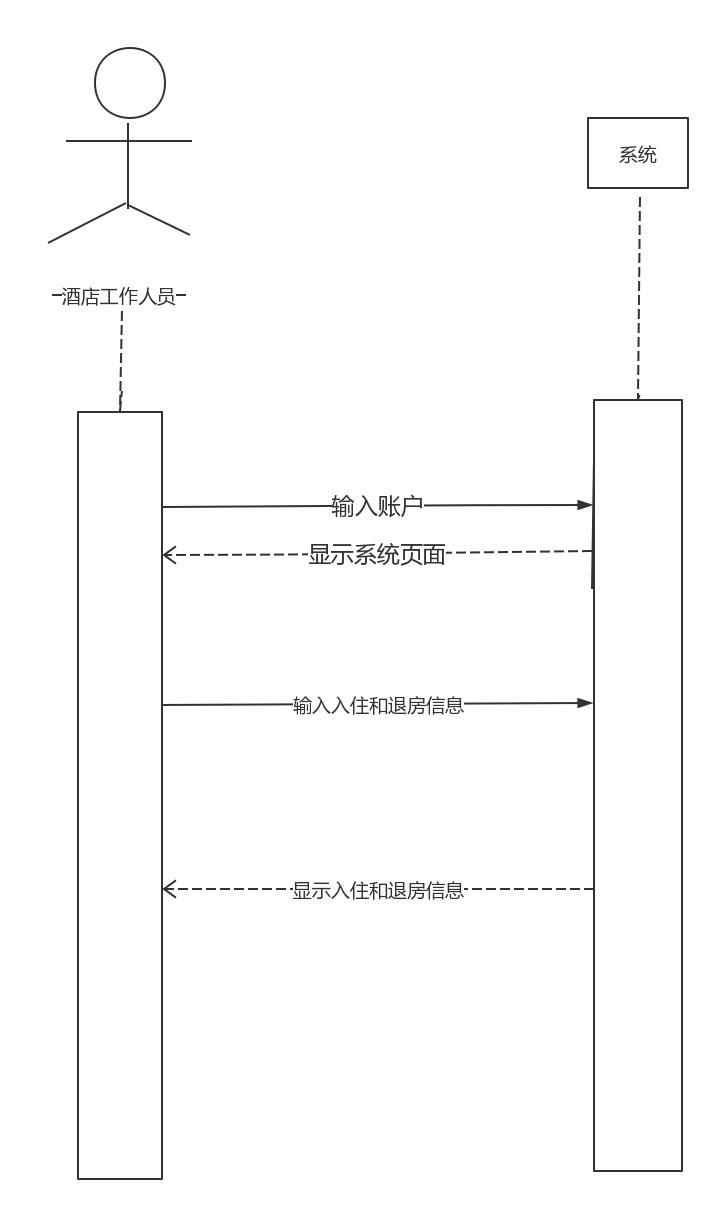 系统
酒店工作人员
输入账户
显示系统页面
输入入住和退房信息
显示入住和退房信息